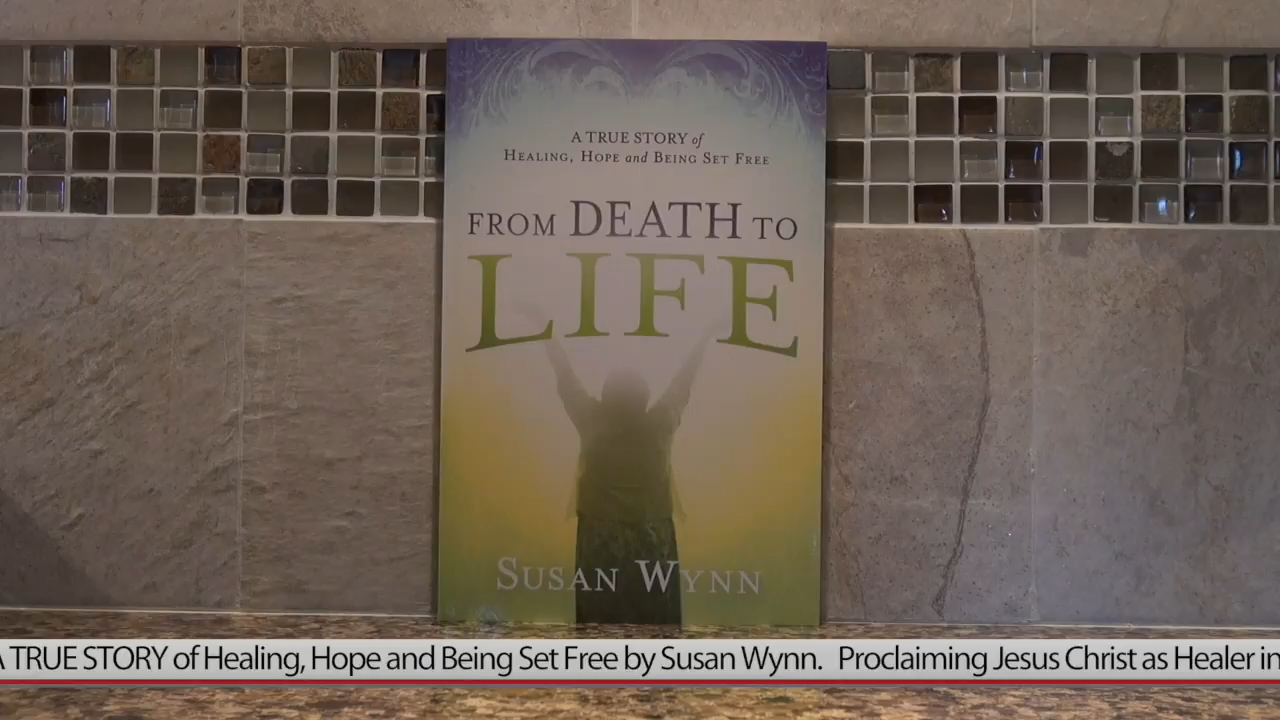 A TRUE STORY of
HEALING, HOPE and BEING SET FREE
FROM DEATH TO
LIFE
SUSAN WYNN
A TRUE STORY of Healing, Hope and Being Set Free by Susan Wynn. Proclaiming Jesus Christ as Healer in